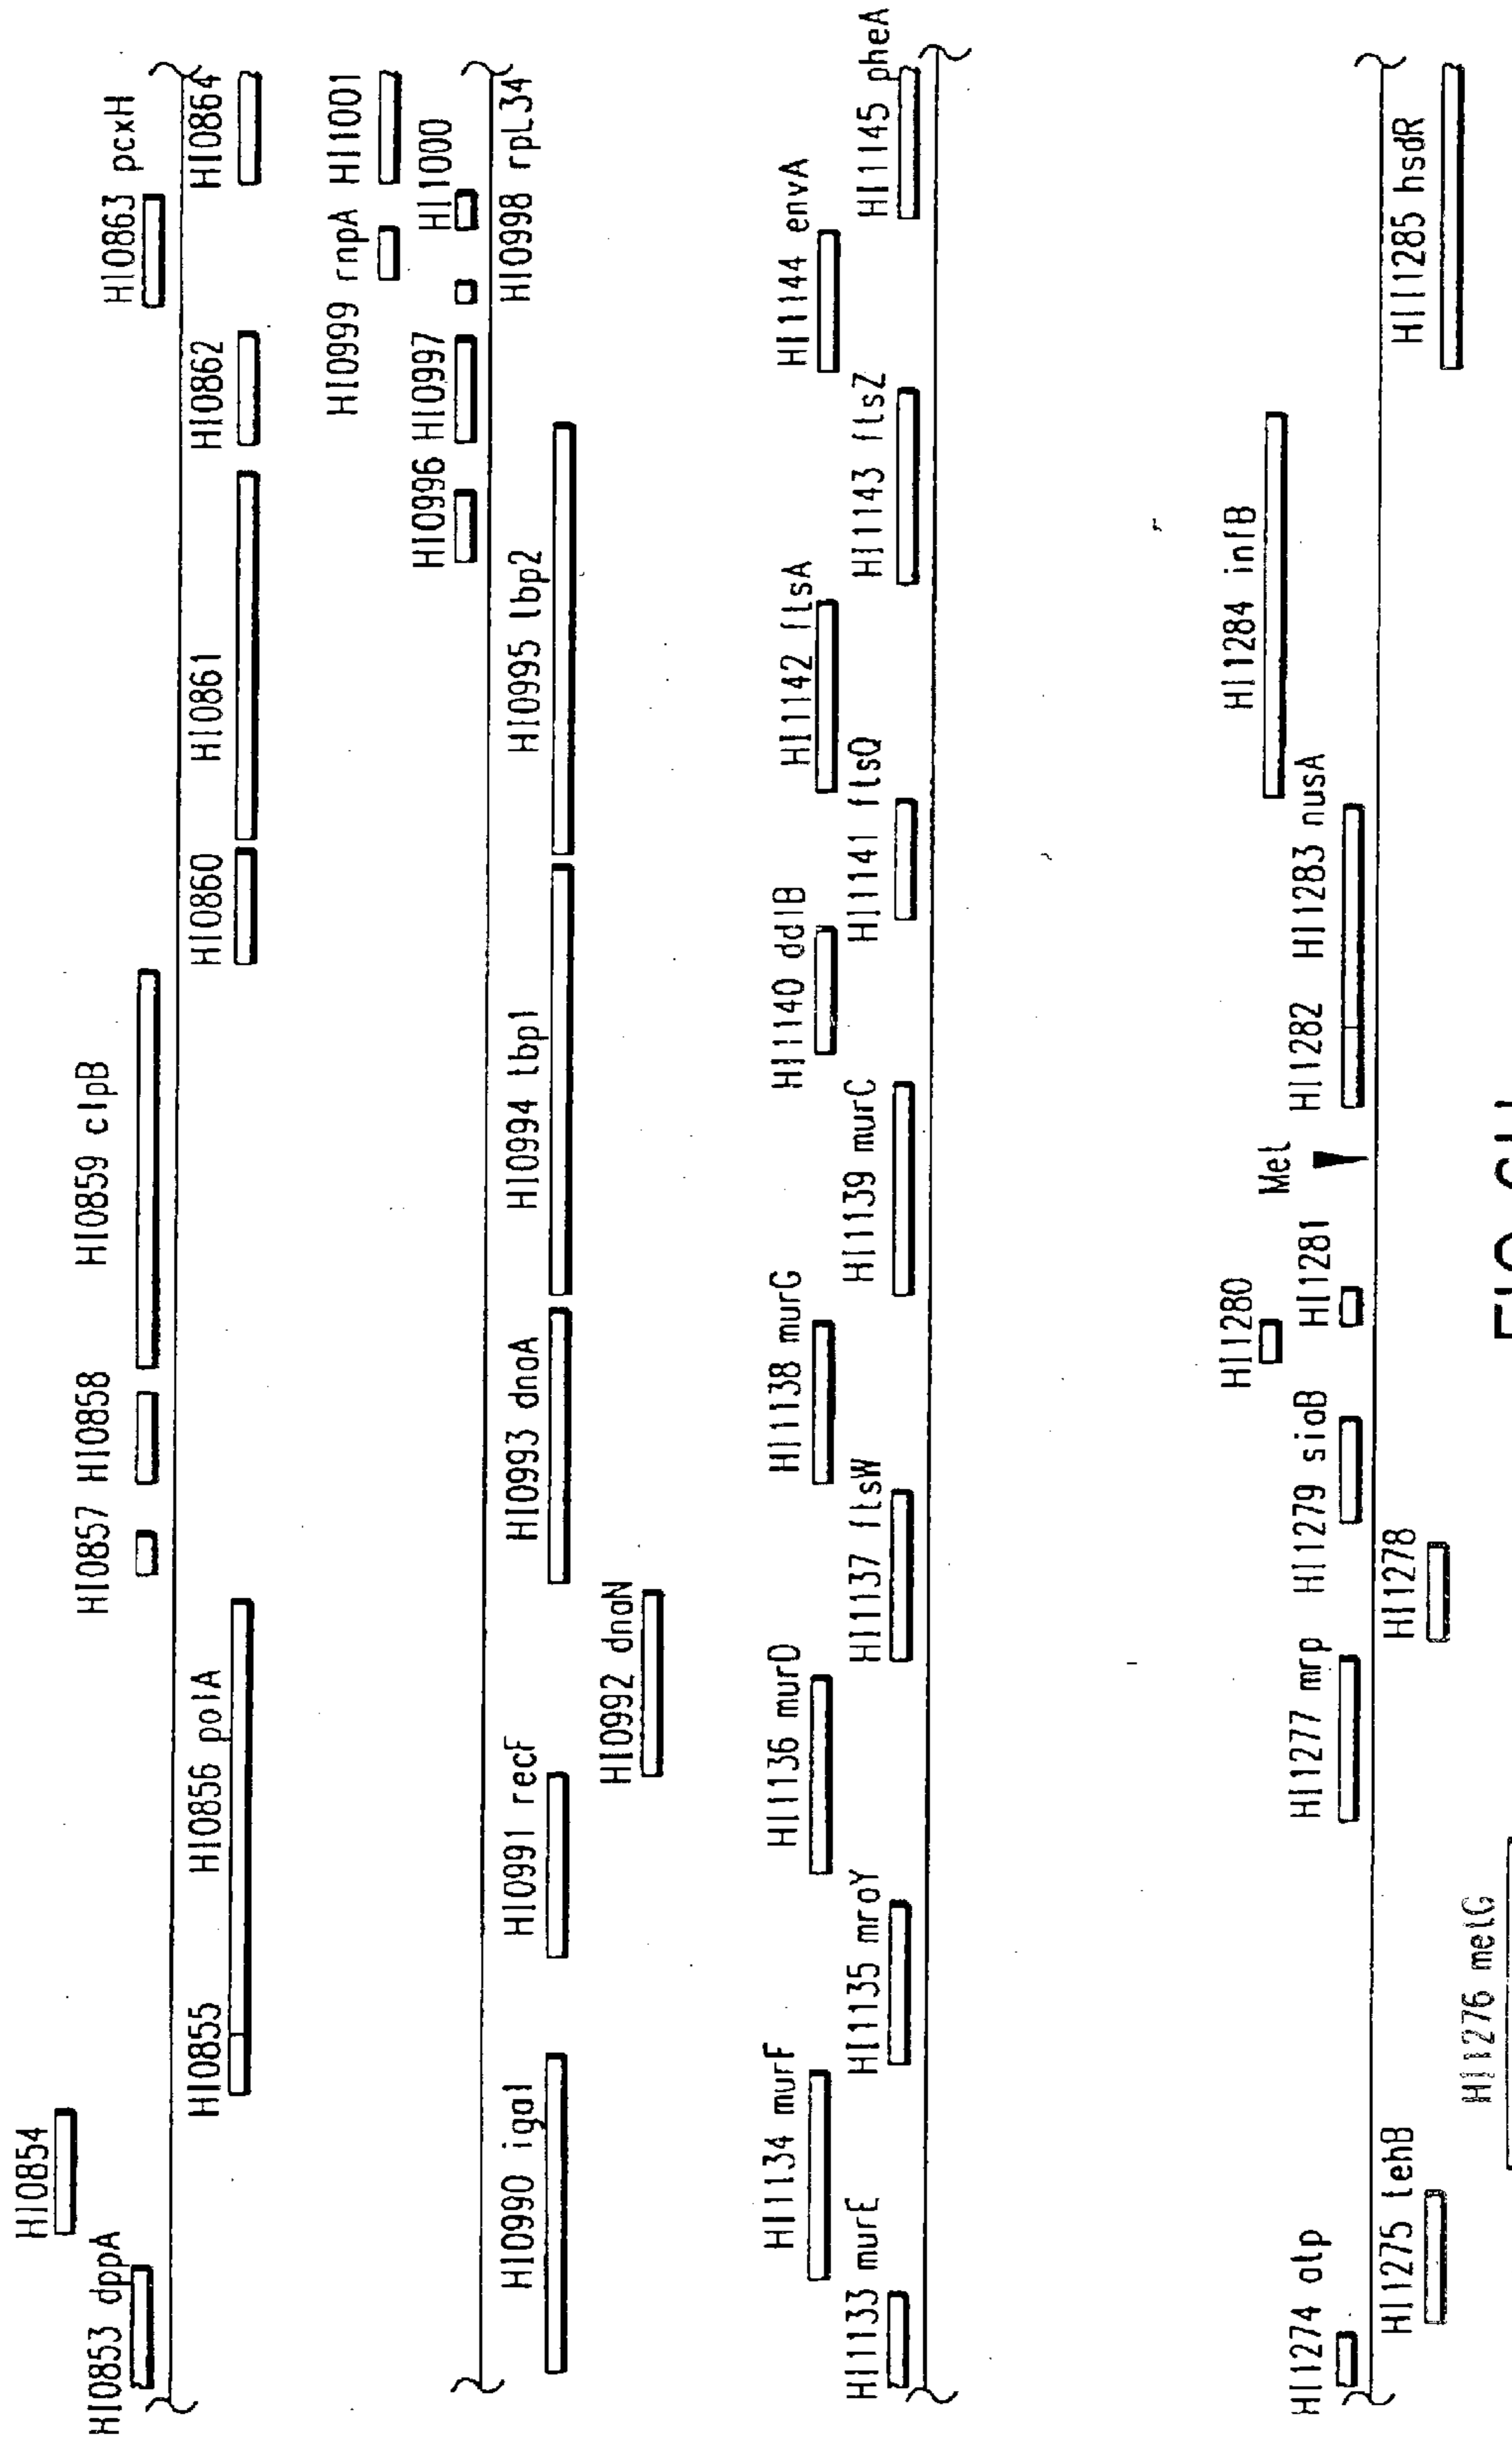 HI0854
HI0853 dppA
HI0857 HI0858
HI0859 clpB
HI0863 pcxH
HI0855
HI0856 polA
HI0860
HI0861
HI0862
HI0864
HI0999 rnpA HI1001
HI0996 HI0997
HI1000
HI0990 iga1
HI0991 recF
HI0993 dnaA
HI0994 tbp1
HI0995 tbp2
HI0998 rpL34
HI0992 dnaN
HI1134 murF
HI1136 murD
HI1138 murG
HI1140 ddlB
HI1142 ftsA
HI1144 envA
HI1133 murE
HI1135 mraY
HI1137 ftsW
HI1139 murC
HI1141 ftsQ
HI1143 ftsZ
HI1145 pheA
HI1280
Met
HI1284 infB
HI1274 atp
HI1277 mrp
HI1279 siaB
HI1281
HI1282
HI1283 nusA
HI1275 tehB
HI1278
HI1285 hsdR
HI1276 metG